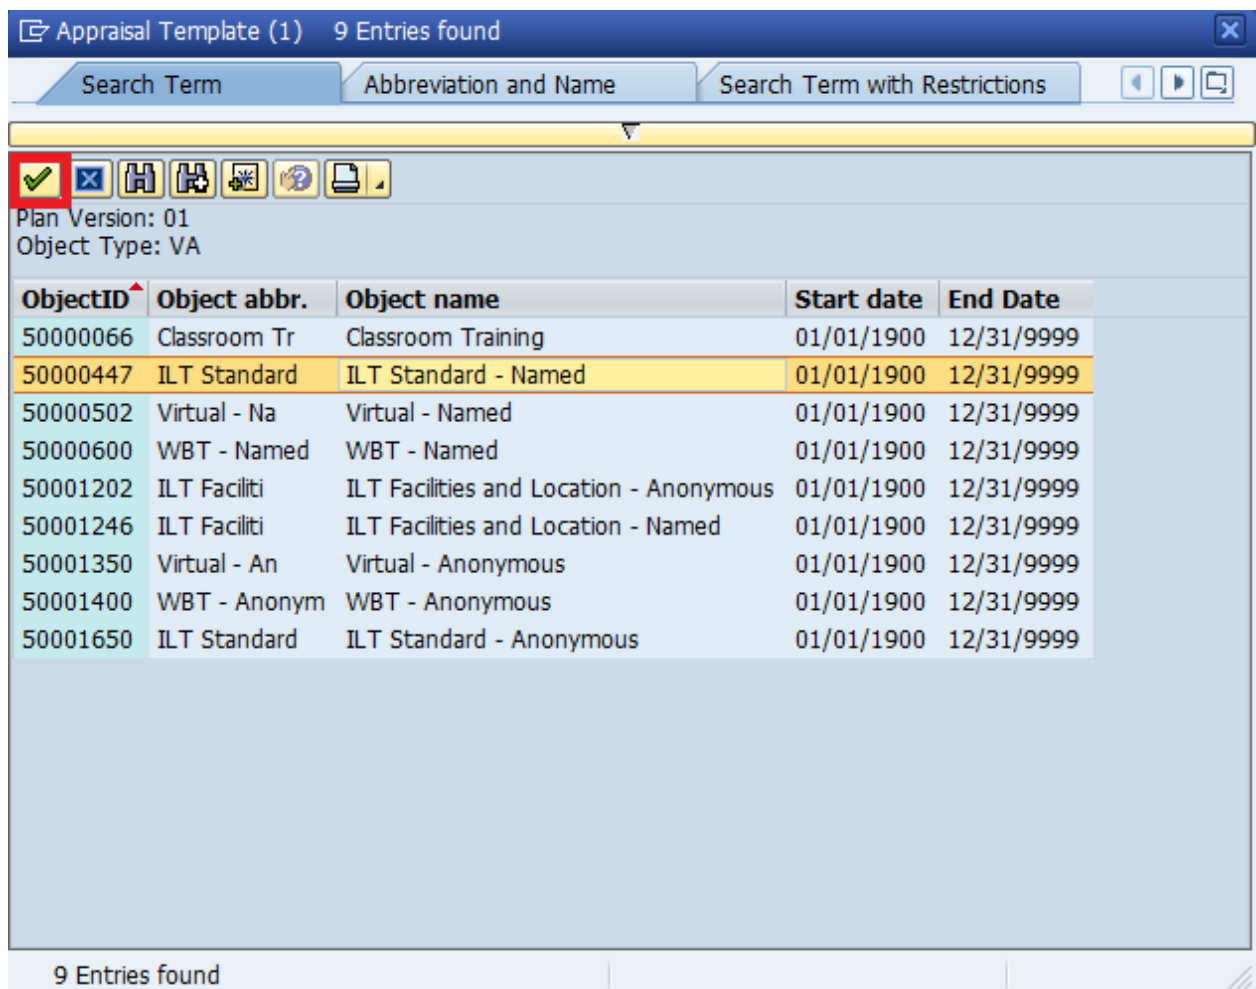 Appraisal Template (1) 9 Entries found
Search Term Abbreviation and Name Search Term with Restrictions
Plan Version: 01
Object Type: VA
ObjectID Object abbr. Object name Start date End Date
50000066 Classroom Tr Classroom Training 01/01/1900 12/31/9999
50000447 ILT Standard ILT Standard - Named 01/01/1900 12/31/9999
50000502 Virtual - Na Virtual - Named 01/01/1900 12/31/9999
50000600 WBT - Named WBT - Named 01/01/1900 12/31/9999
50001202 ILT Faciliti ILT Facilities and Location - Anonymous 01/01/1900 12/31/9999
50001246 ILT Faciliti ILT Facilities and Location - Named 01/01/1900 12/31/9999
50001350 Virtual - An Virtual - Anonymous 01/01/1900 12/31/9999
50001400 WBT - Anonym WBT - Anonymous 01/01/1900 12/31/9999
50001650 ILT Standard ILT Standard - Anonymous 01/01/1900 12/31/9999
9 Entries found